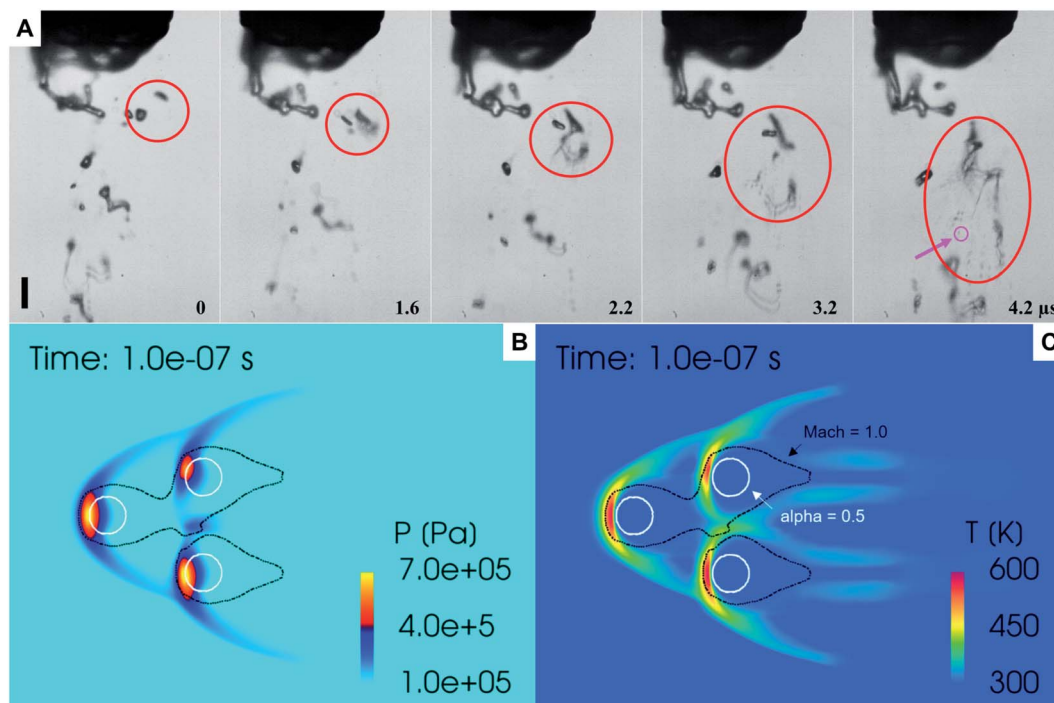 A
0
1.6
2.2
3.2
4.2 µs
Time: 1.0e-07 s
B
P (Pa)
7.0e+05
4.0e+5
1.0e+05
Time: 1.0e-07 s
C
Mach = 1.0
alpha = 0.5
T (K)
600
450
300